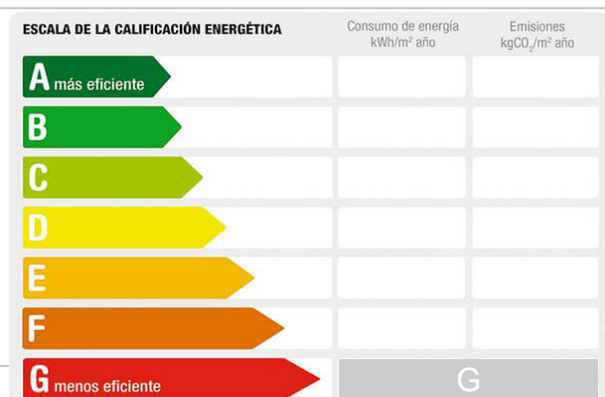 ESCALA DE LA CALIFICACIÓN ENERGÉTICA
Consumo de energía
kWh/m² año
Emisiones
kgCO₂/m² año
A más eficiente
B
C
D
E
F
G menos eficiente
G